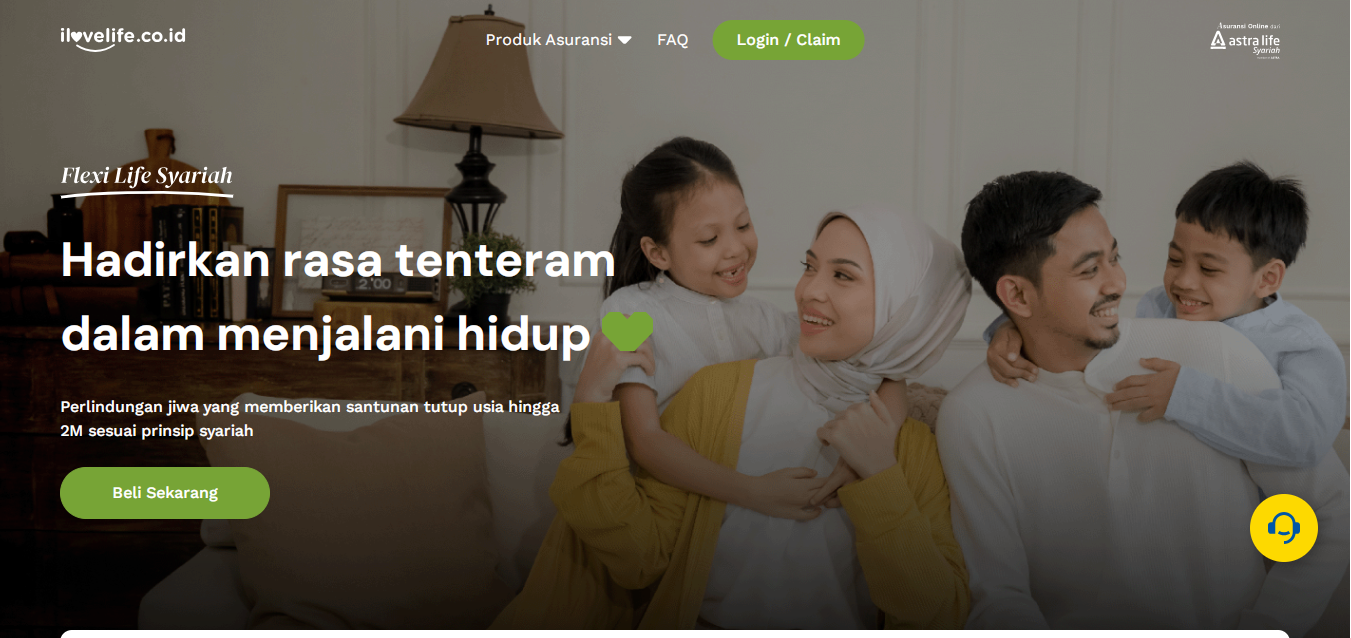 ilovelife.co.id
Produk Asuransi
FAQ
Login / Claim
Asuransi Online dari
astra life
Syariah
Flexi Life Syariah
Hadirkan rasa tenteram
2:00
dalam menjalani hidup
Perlindungan jiwa yang memberikan santunan tutup usia hingga
2M sesuai prinsip syariah
Beli Sekarang